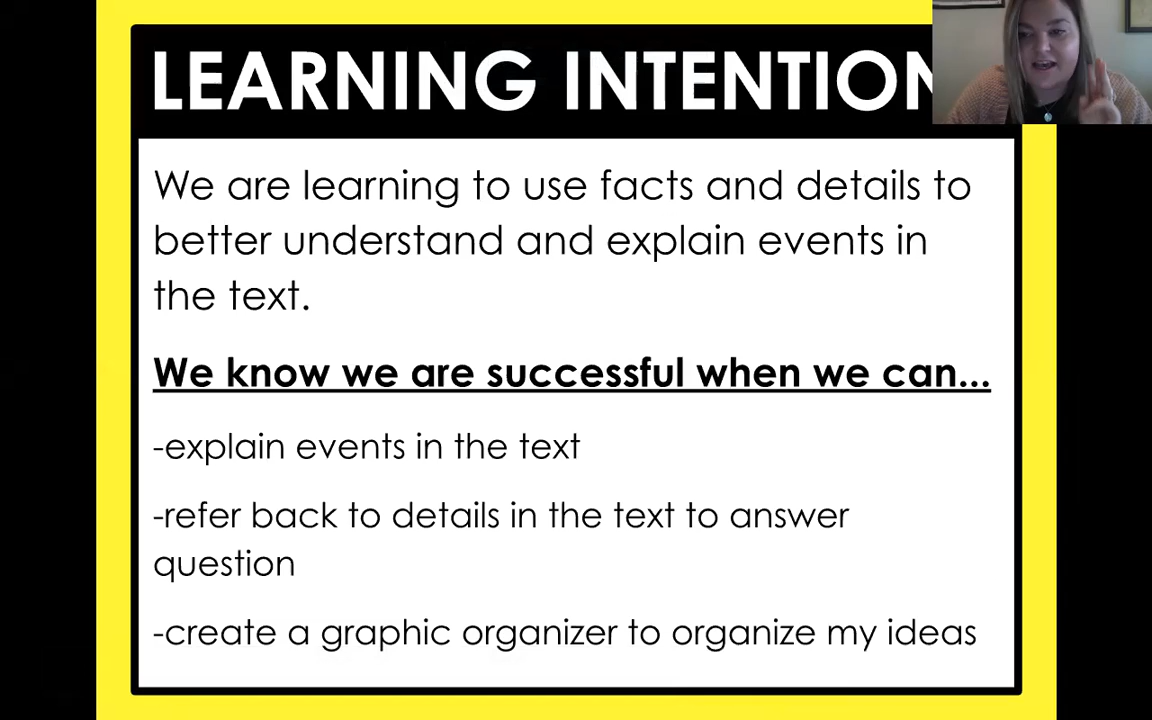 LEARNING INTENTION
We are learning to use facts and details to
better understand and explain events in
the text.
We know we are successful when we can...
-explain events in the text
-refer back to details in the text to answer
question
-create a graphic organizer to organize my ideas